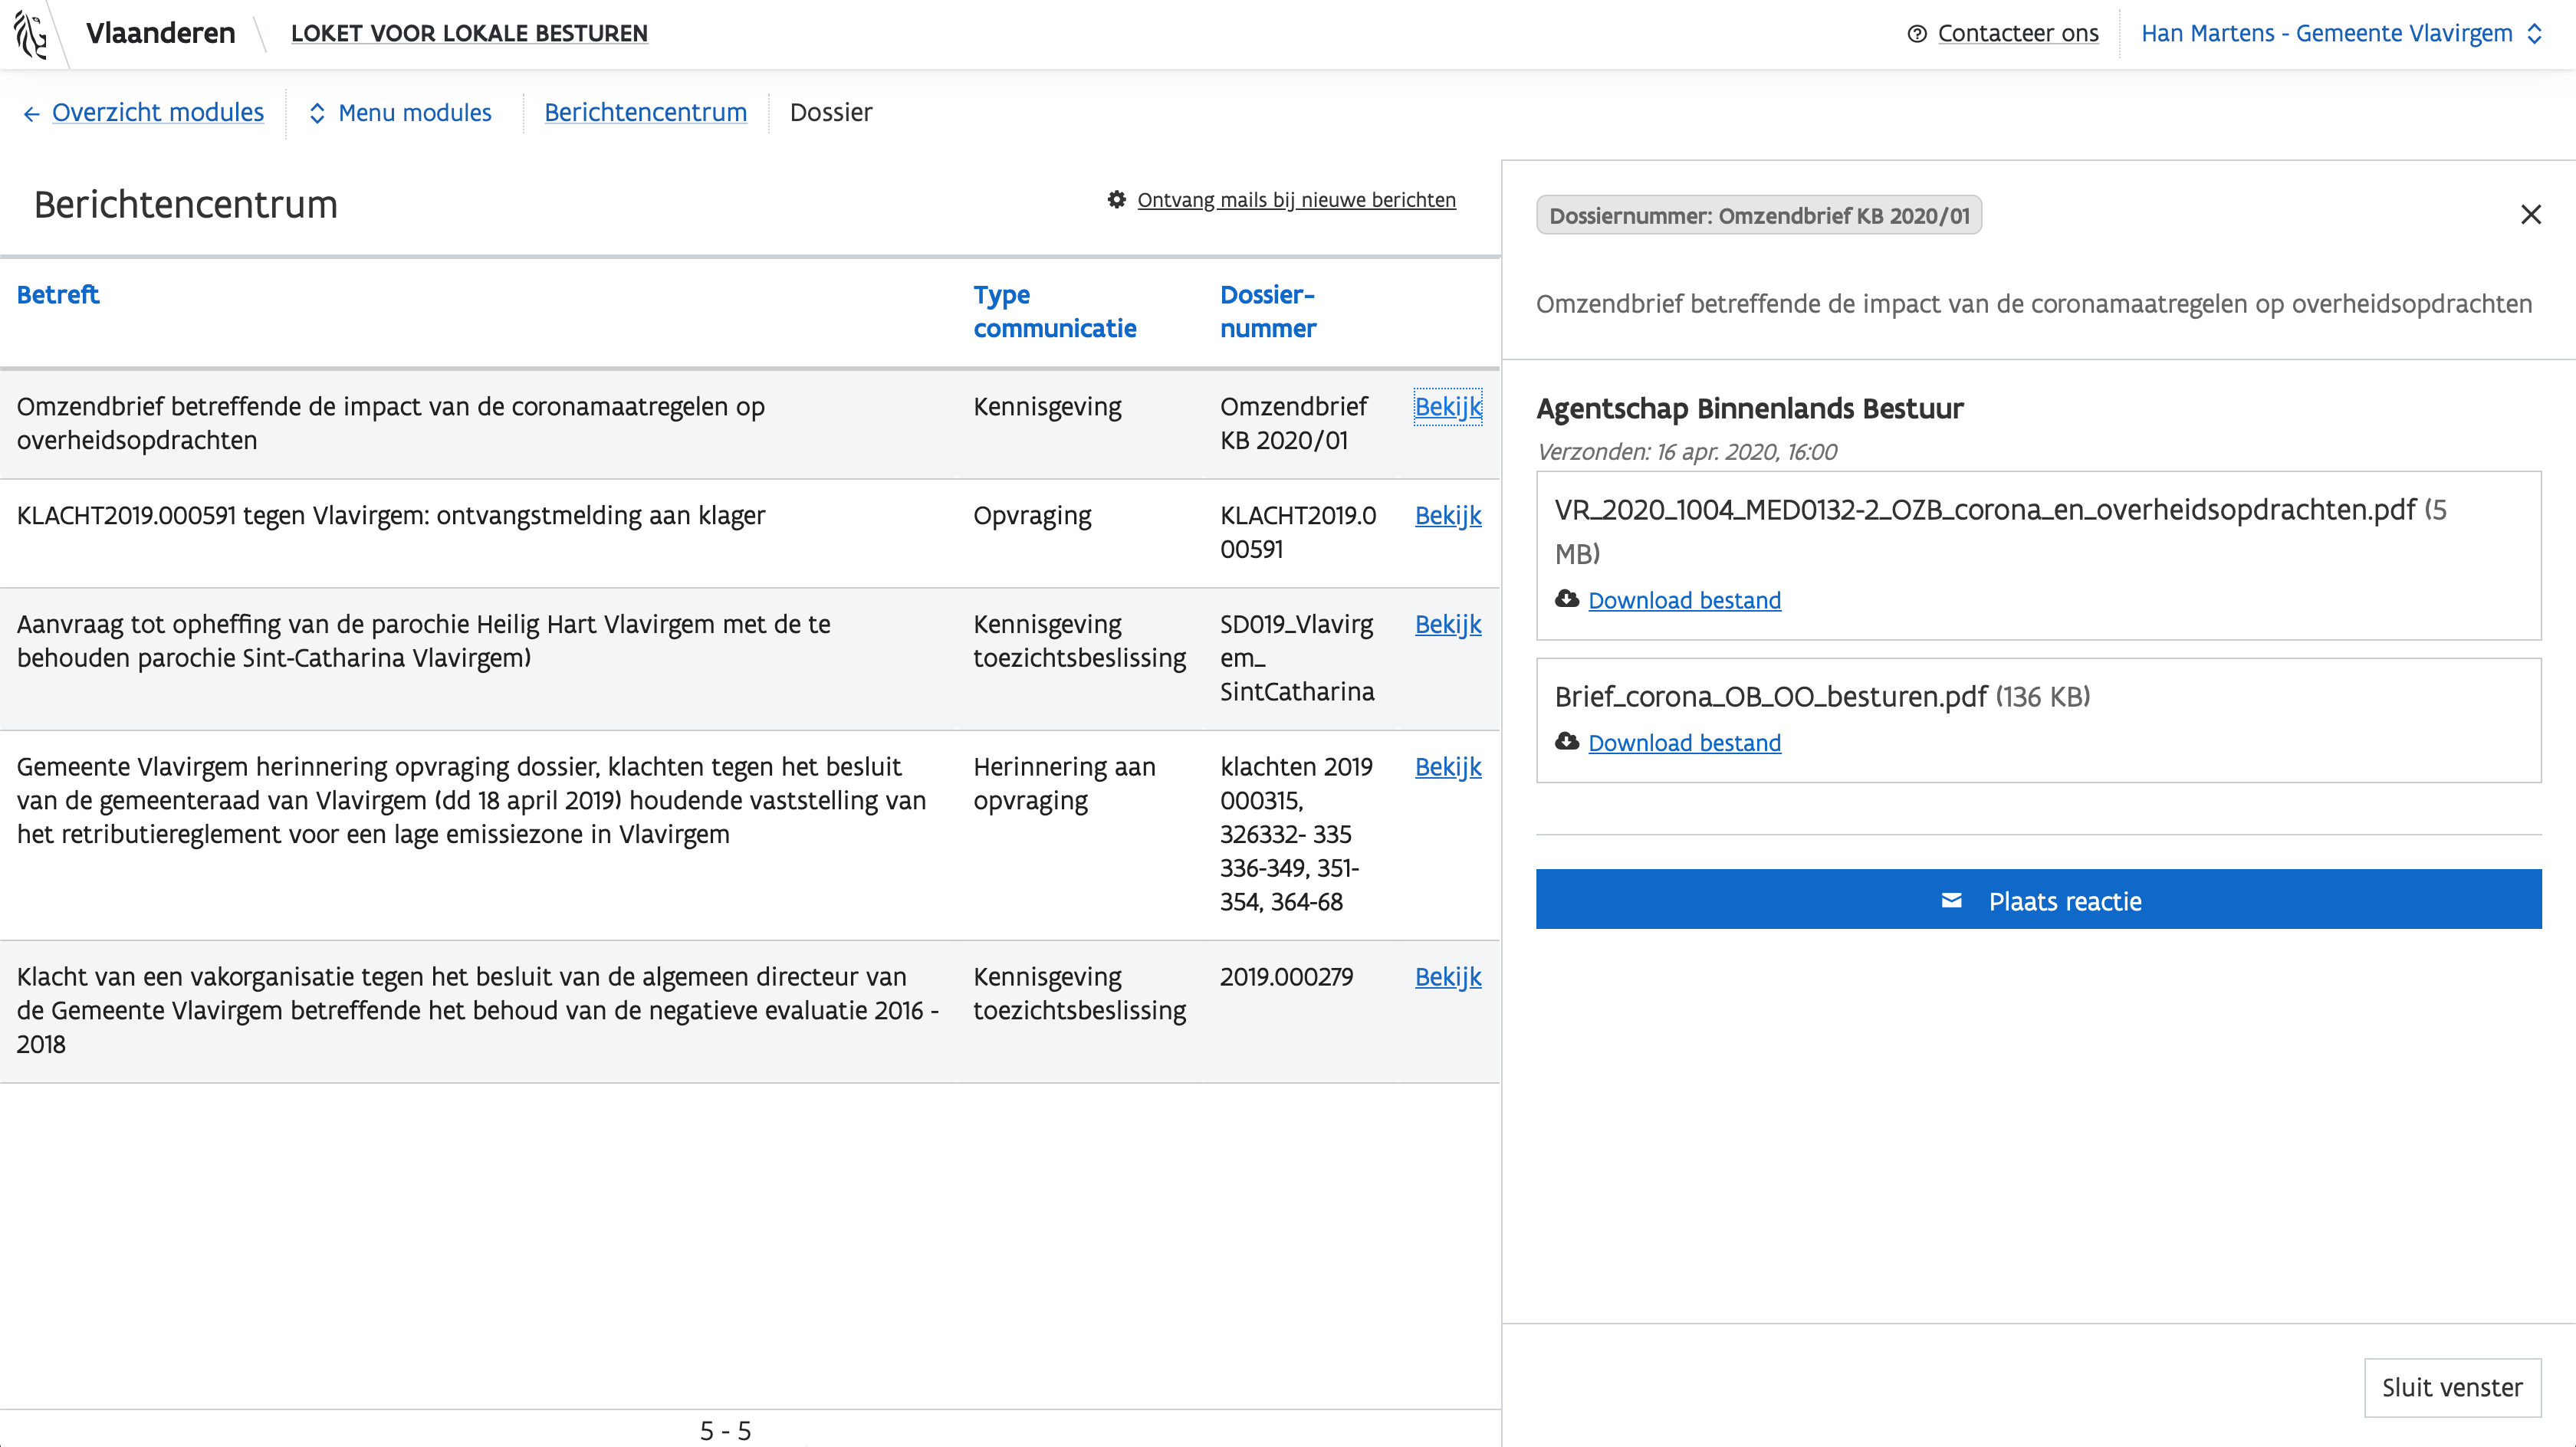 Vlaanderen
LOKET VOOR LOKALE BESTUREN
Contacteer ons
Han Martens - Gemeente Vlavirgem
Overzicht modules
Menu modules
Berichtencentrum
Dossier
Berichtencentrum
Ontvang mails bij nieuwe berichten
Betreft
Type
communicatie
Dossier-
nummer
Omzendbrief betreffende de impact van de coronamaatregelen op
overheidsopdrachten
Kennisgeving
Omzendbrief
KB 2020/01
Bekijk
KLACHT2019.000591 tegen Vlavirgem: ontvangstmelding aan klager
Opvraging
KLACHT2019.0
00591
Bekijk
Aanvraag tot opheffing van de parochie Heilig Hart Vlavirgem met de te
behouden parochie Sint-Catharina Vlavirgem)
Kennisgeving
toezichtsbeslissing
SD019_Vlavirg
em_
SintCatharina
Bekijk
Gemeente Vlavirgem herinnering opvraging dossier, klachten tegen het besluit
van de gemeenteraad van Vlavirgem (dd 18 april 2019) houdende vaststelling van
het retributiereglement voor een lage emissiezone in Vlavirgem
Herinnering aan
opvraging
klachten 2019
000315,
326332- 335
336-349, 351-
354, 364-68
Bekijk
Klacht van een vakorganisatie tegen het besluit van de algemeen directeur van
de Gemeente Vlavirgem betreffende het behoud van de negatieve evaluatie 2016 -
2018
Kennisgeving
toezichtsbeslissing
2019.000279
Bekijk
5 - 5
Dossiernummer: Omzendbrief KB 2020/01
Omzendbrief betreffende de impact van de coronamaatregelen op overheidsopdrachten
Agentschap Binnenlands Bestuur
Verzonden: 16 apr. 2020, 16:00
VR_2020_1004_MED0132-2_OZB_corona_en_overheidsopdrachten.pdf (5
MB)
Download bestand
Brief_corona_OB_OO_besturen.pdf (136 KB)
Download bestand
Plaats reactie
Sluit venster